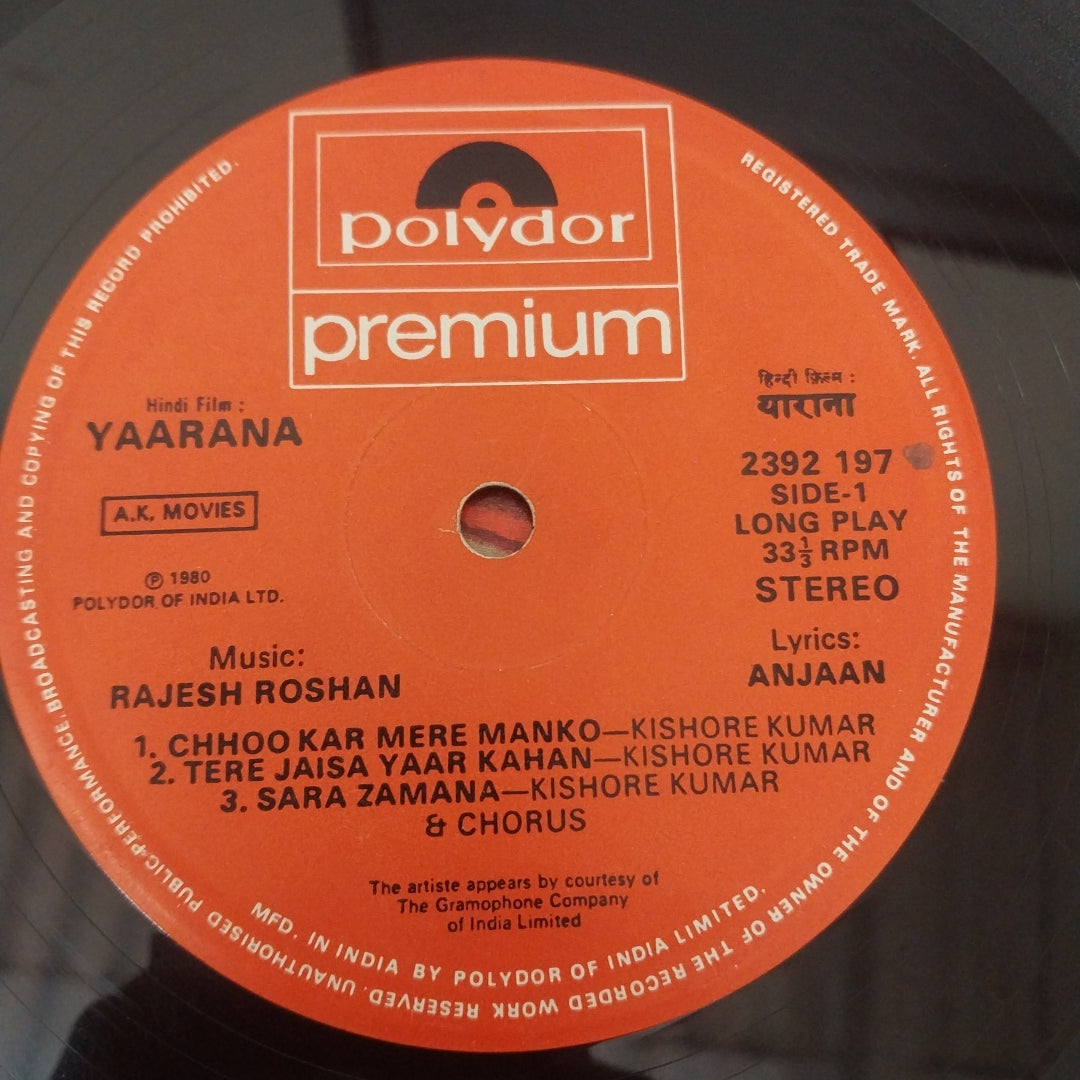 polydor
premium
Hindi Film :
YAARANA
A.K. MOVIES
℗ 1980
POLYDOR OF INDIA LTD.
हिन्दी फ़िल्म :
याराना
2392 197
SIDE-1
LONG PLAY
33⅓ RPM
STEREO
Music:
RAJESH ROSHAN
Lyrics:
ANJAAN
1. CHHOO KAR MERE MANKO—KISHORE KUMAR
2. TERE JAISA YAAR KAHAN—KISHORE KUMAR
3. SARA ZAMANA—KISHORE KUMAR
& CHORUS
The artiste appears by courtesy of
The Gramophone Company
of India Limited
MFD. IN INDIA BY POLYDOR OF INDIA LIMITED.
REGISTERED TRADE MARK. ALL RIGHTS OF THE MANUFACTURER AND OF THE OWNER OF THE RECORDED WORK RESERVED. UNAUTHORISED PUBLIC-PERFORMANCE, BROADCASTING AND COPYING OF THIS RECORD PROHIBITED.